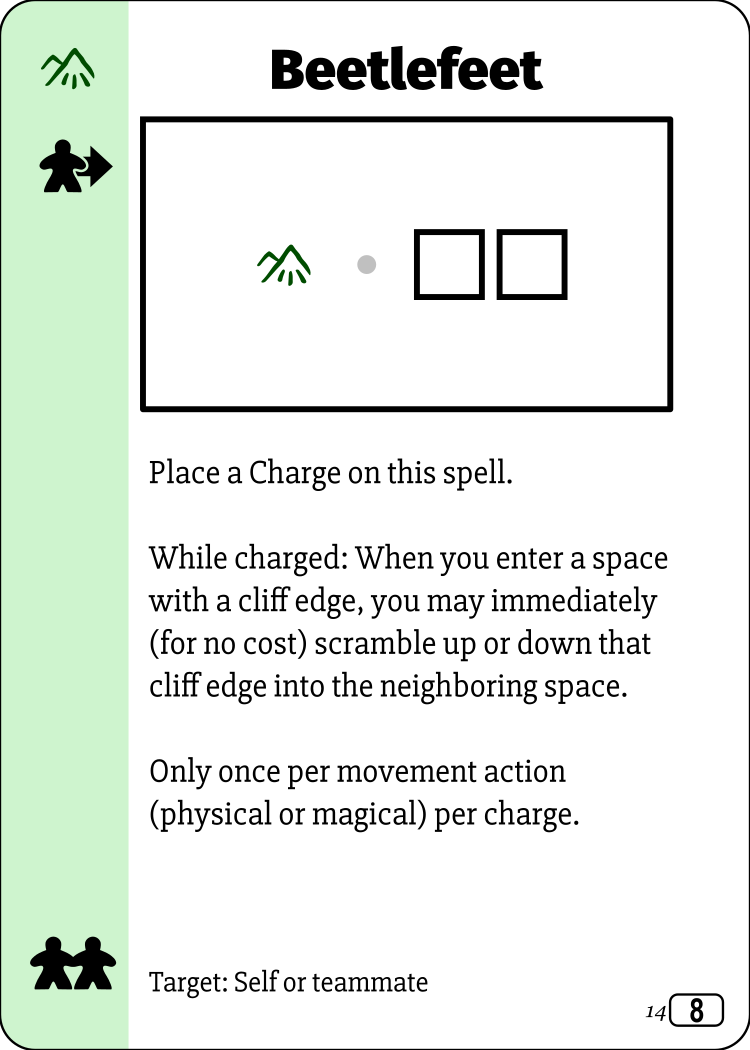 Beetlefeet
Place a Charge on this spell.
While charged: When you enter a space
with a cliff edge, you may immediately
(for no cost) scramble up or down that
cliff edge into the neighboring space.
Only once per movement action
(physical or magical) per charge.
Target: Self or teammate
14 8